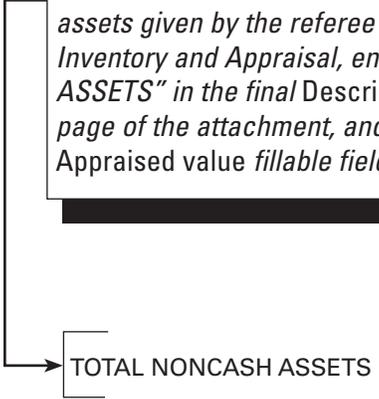 assets given by the referee
Inventory and Appraisal, en
ASSETS” in the final Descri
page of the attachment, and
Appraised value fillable field
TOTAL NONCASH ASSETS